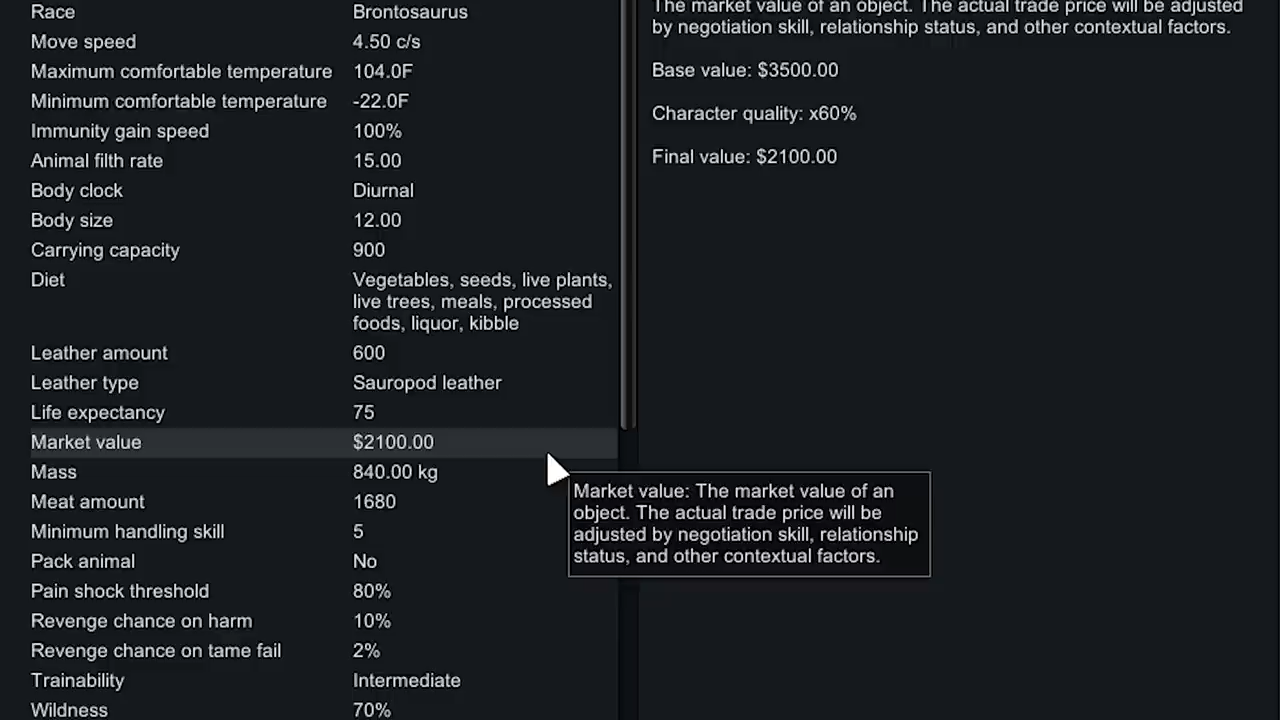 Race Brontosaurus
Move speed 4.50 c/s
Maximum comfortable temperature 104.0F
Minimum comfortable temperature -22.0F
Immunity gain speed 100%
Animal filth rate 15.00
Body clock Diurnal
Body size 12.00
Carrying capacity 900
Diet Vegetables, seeds, live plants,
live trees, meals, processed
foods, liquor, kibble
Leather amount 600
Leather type Sauropod leather
Life expectancy 75
Market value $2100.00
Mass 840.00 kg
Meat amount 1680
Minimum handling skill 5
Pack animal No
Pain shock threshold 80%
Revenge chance on harm 10%
Revenge chance on tame fail 2%
Trainability Intermediate
Wildness 70%
The market value of an object. The actual trade price will be adjusted
by negotiation skill, relationship status, and other contextual factors.
Base value: $3500.00
Character quality: x60%
Final value: $2100.00
Market value: The market value of an
object. The actual trade price will be
adjusted by negotiation skill, relationship
status, and other contextual factors.